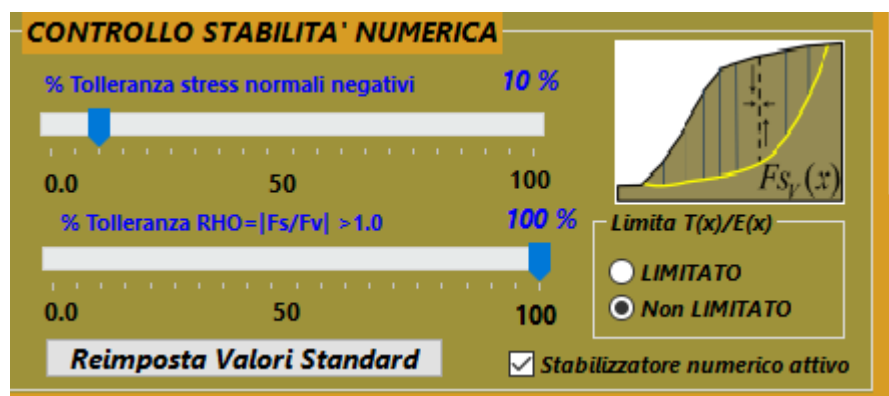 CONTROLLO STABILITA' NUMERICA
% Tolleranza stress normali negativi 10 %
0.0 50 100
% Tolleranza RHO=|Fs/Fv| >1.0 100 %
0.0 50 100
Reimposta Valori Standard
Fs_V(x)
Limita T(x)/E(x)
LIMITATO
Non LIMITATO
Stabilizzatore numerico attivo